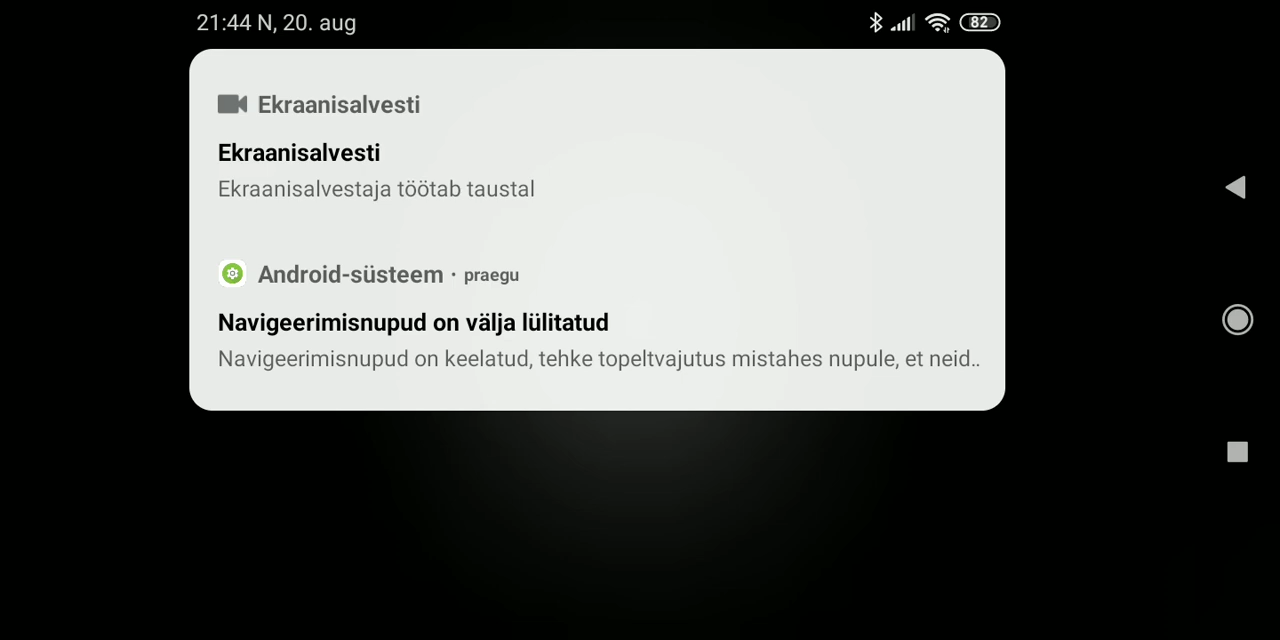 21:44 N, 20. aug 82
Ekraanisalvesti
Ekraanisalvesti
Ekraanisalvestaja töötab taustal
Android-süsteem · praegu
Navigeerimisnupud on välja lülitatud
Navigeerimisnupud on keelatud, tehke topeltvajutus mistahes nupule, et neid..